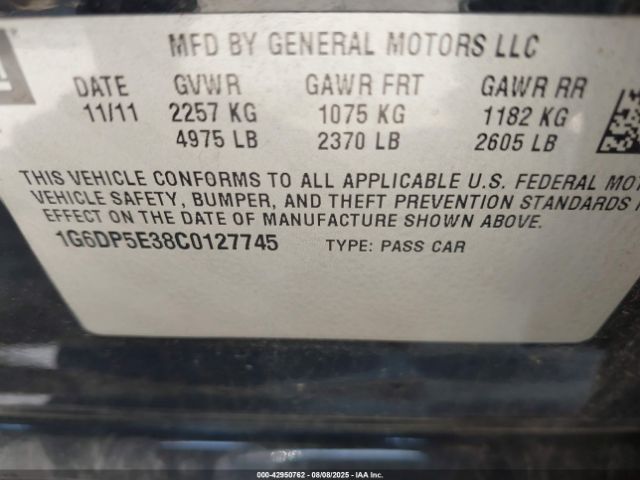 MFD BY GENERAL MOTORS LLC
DATE GVWR GAWR FRT GAWR RR
11/11 2257 KG 1075 KG 1182 KG
4975 LB 2370 LB 2605 LB
THIS VEHICLE CONFORMS TO ALL APPLICABLE U.S. FEDERAL MOT
VEHICLE SAFETY, BUMPER, AND THEFT PREVENTION STANDARDS
EFFECT ON THE DATE OF MANUFACTURE SHOWN ABOVE.
1G6DP5E38C0127745 TYPE: PASS CAR
000-42950762 - 08/08/2025 - IAA Inc.